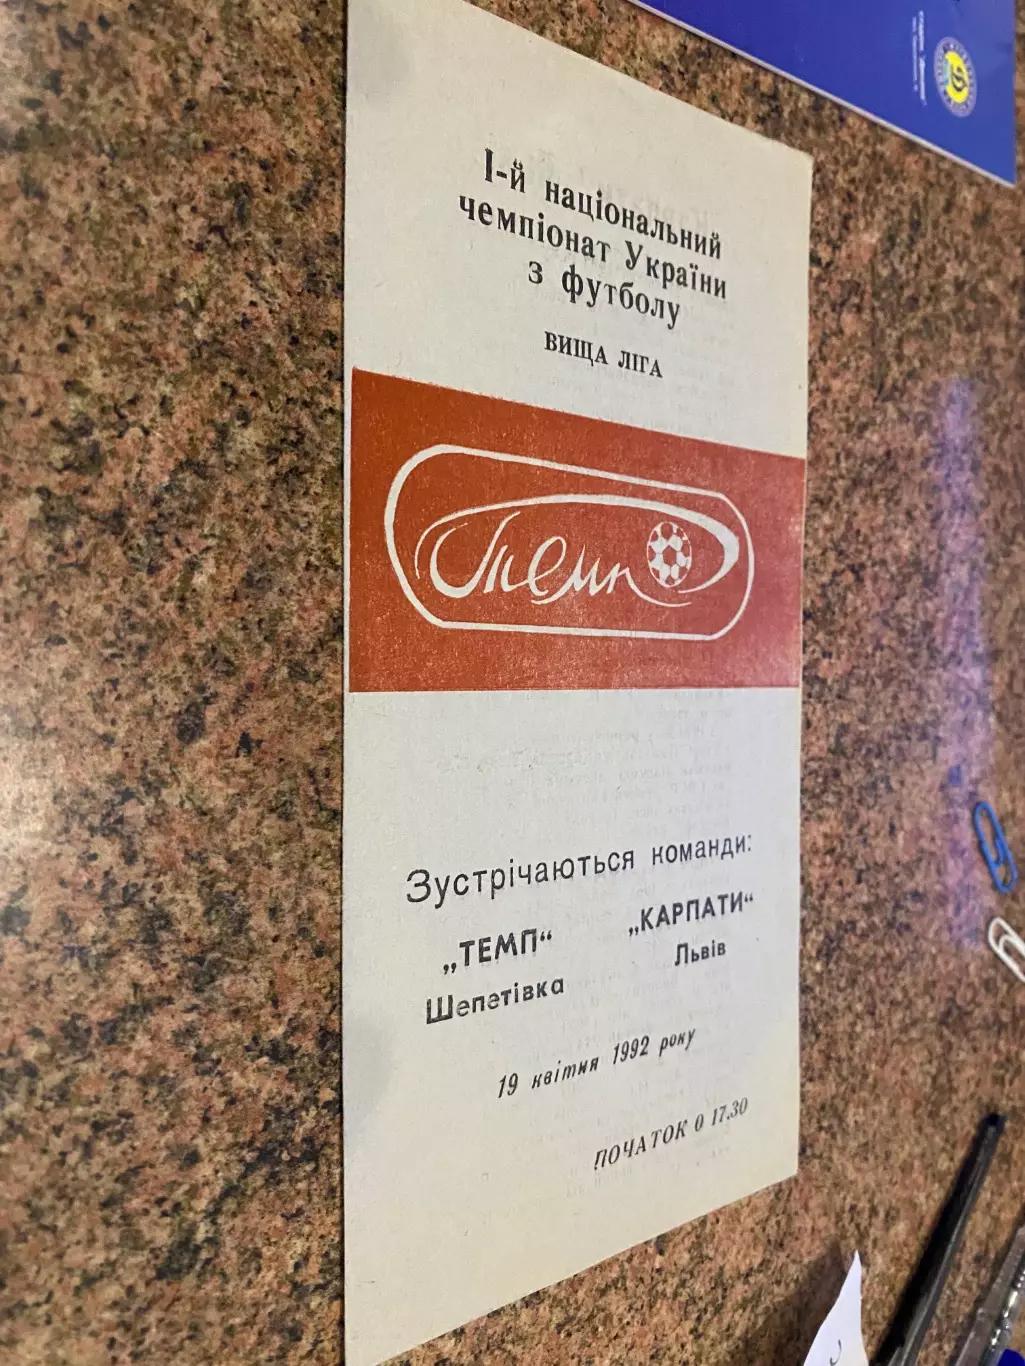 І-й національний
чемпіонат України
з футболу
ВИЩА ЛІГА
Темп
Зустрічаються команди:
„ТЕМП“ „КАРПАТИ“
Шепетівка Львів
19 квітня 1992 року
ПОЧАТОК О 17.30